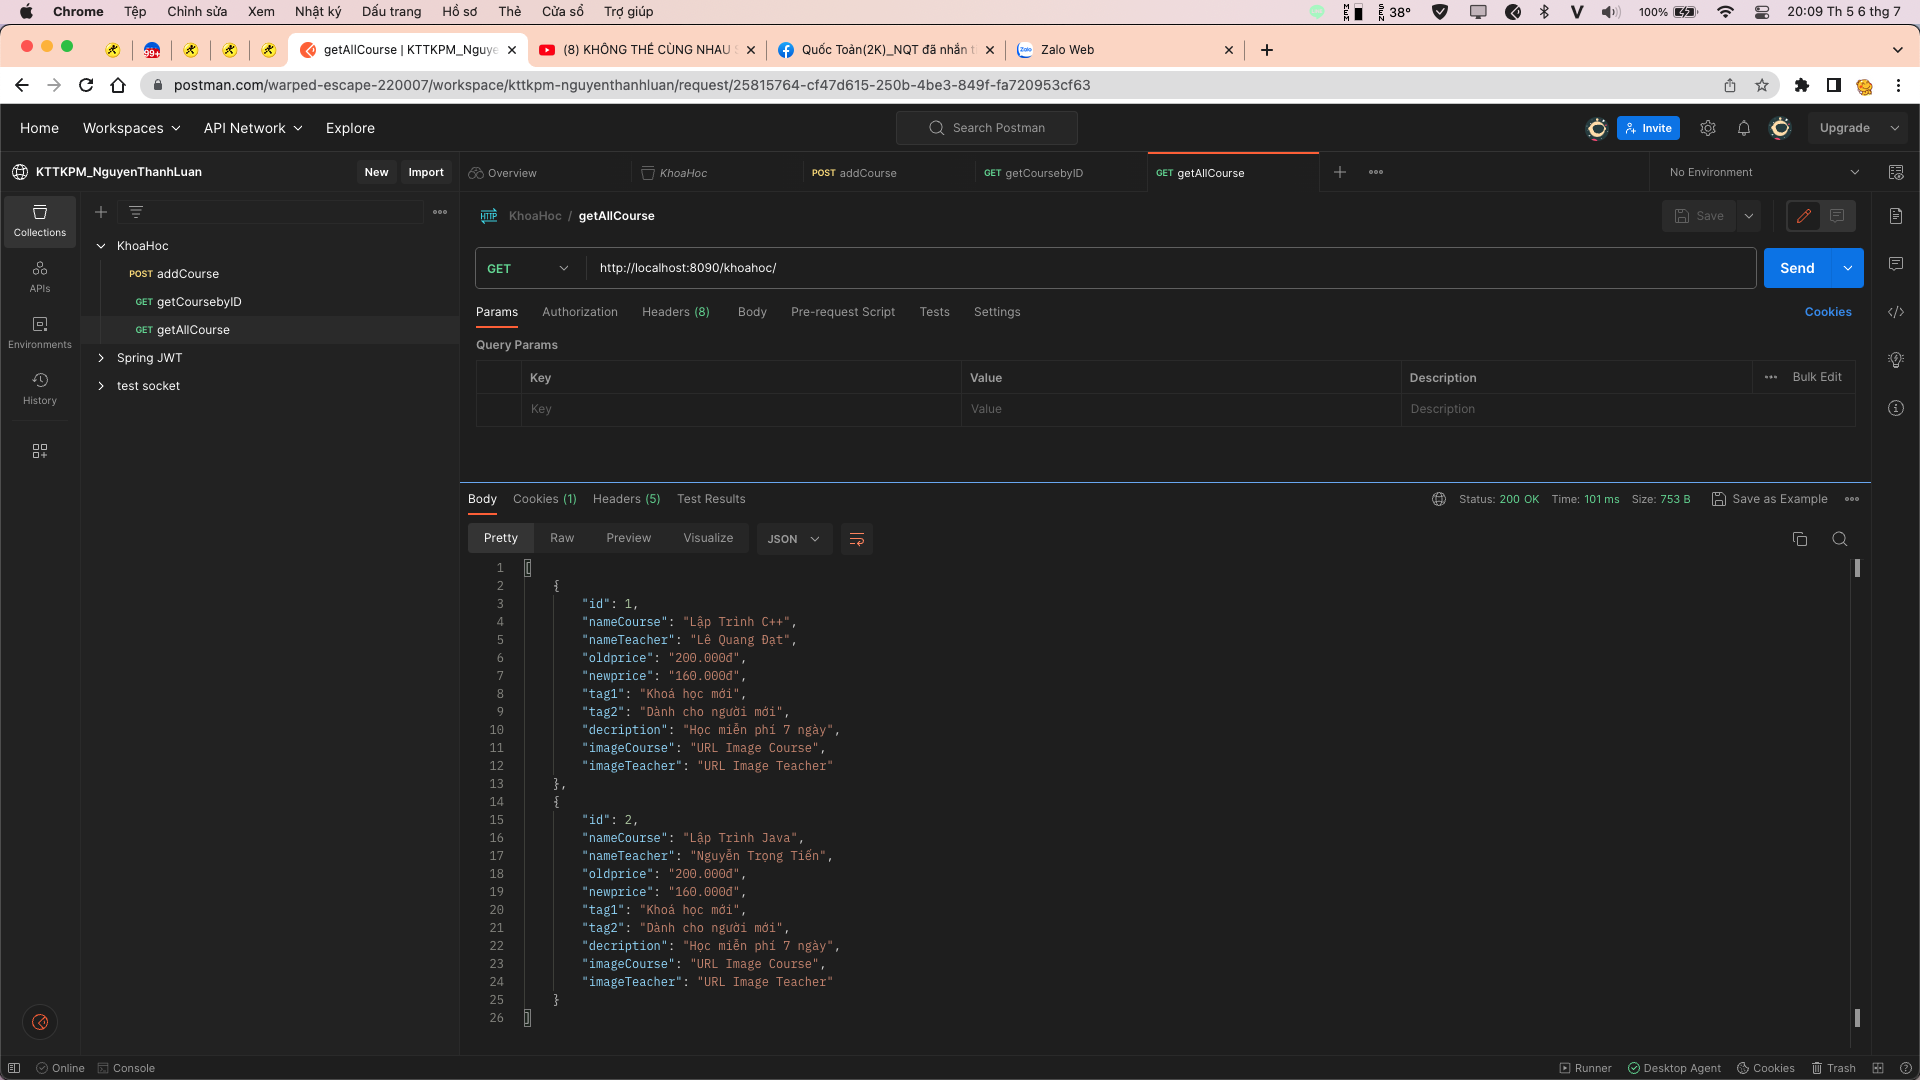 Chrome Tệp Chỉnh sửa Xem Nhật ký Dấu trang Hồ sơ Thẻ Cửa sổ Trợ giúp MEM SEN 38° 100% 20:09 Th 5 6 thg 7
99+ getAllCourse | KTTKPM_Nguye (8) KHÔNG THỂ CÙNG NHAU Quốc Toản(2K)_NQT đã nhắn Zalo Zalo Web
postman.com/warped-escape-220007/workspace/kttkpm-nguyenthanhluan/request/25815764-cf47d615-250b-4be3-849f-fa720953cf63
Home Workspaces API Network Explore Search Postman Invite Upgrade
KTTKPM_NguyenThanhLuan New Import Overview KhoaHoc POST addCourse GET getCoursebyID GET getAllCourse No Environment
Collections
APIs
Environments
History
KhoaHoc
POST addCourse
GET getCoursebyID
GET getAllCourse
Spring JWT
test socket
HTTP KhoaHoc / getAllCourse Save
GET http://localhost:8090/khoahc/ Send
Params Authorization Headers (8) Body Pre-request Script Tests Settings Cookies
Query Params
Key Value Description Bulk Edit
Key Value Description
Body Cookies (1) Headers (5) Test Results Status: 200 OK Time: 101 ms Size: 753 B Save as Example
Pretty Raw Preview Visualize JSON
1 [
2 {
3 "id": 1,
4 "nameCourse": "Lập Trình C++",
5 "nameTeacher": "Lê Quang Đạt",
6 "oldprice": "200.000đ",
7 "newprice": "160.000đ",
8 "tag1": "Khoá học mới",
9 "tag2": "Dành cho người mới",
10 "decription": "Học miễn phí 7 ngày",
11 "imageCourse": "URL Image Course",
12 "imageTeacher": "URL Image Teacher"
13 },
14 {
15 "id": 2,
16 "nameCourse": "Lập Trình Java",
17 "nameTeacher": "Nguyễn Trọng Tiến",
18 "oldprice": "200.000đ",
19 "newprice": "160.000đ",
20 "tag1": "Khoá học mới",
21 "tag2": "Dành cho người mới",
22 "decription": "Học miễn phí 7 ngày",
23 "imageCourse": "URL Image Course",
24 "imageTeacher": "URL Image Teacher"
25 }
26 ]
Online Console Runner Desktop Agent Cookies Trash